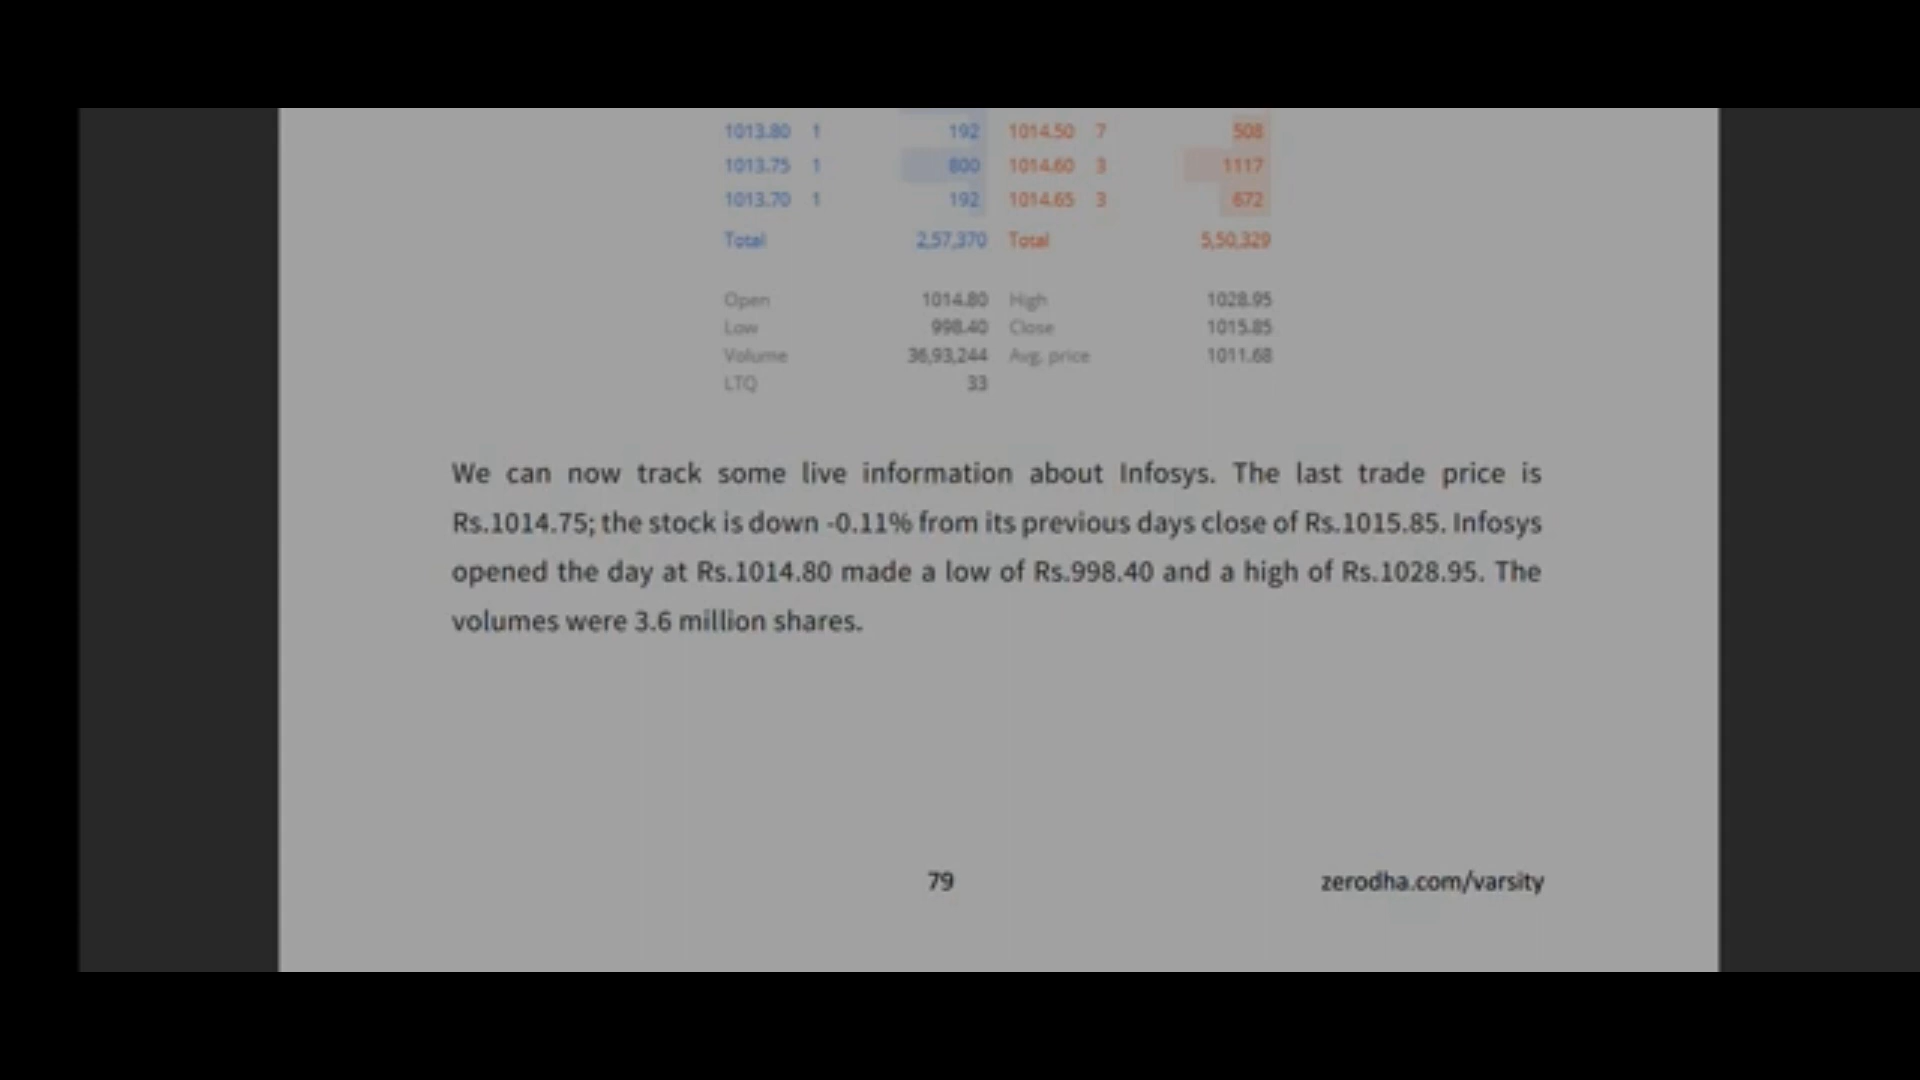 1013.80 1 192 1014.50 7 508
1013.75 1 800 1014.60 3 1117
1013.70 1 192 1014.65 3 672
Total 2,57,370 Total 5,50,329
Open 1014.80 High 1028.95
Low 998.40 Close 1015.85
Volume 36,93,244 Avg. price 1011.68
LTQ 33
We can now track some live information about Infosys. The last trade price is
Rs.1014.75; the stock is down -0.11% from its previous days close of Rs.1015.85. Infosys
opened the day at Rs.1014.80 made a low of Rs.998.40 and a high of Rs.1028.95. The
volumes were 3.6 million shares.
79 zerodha.com/varsity